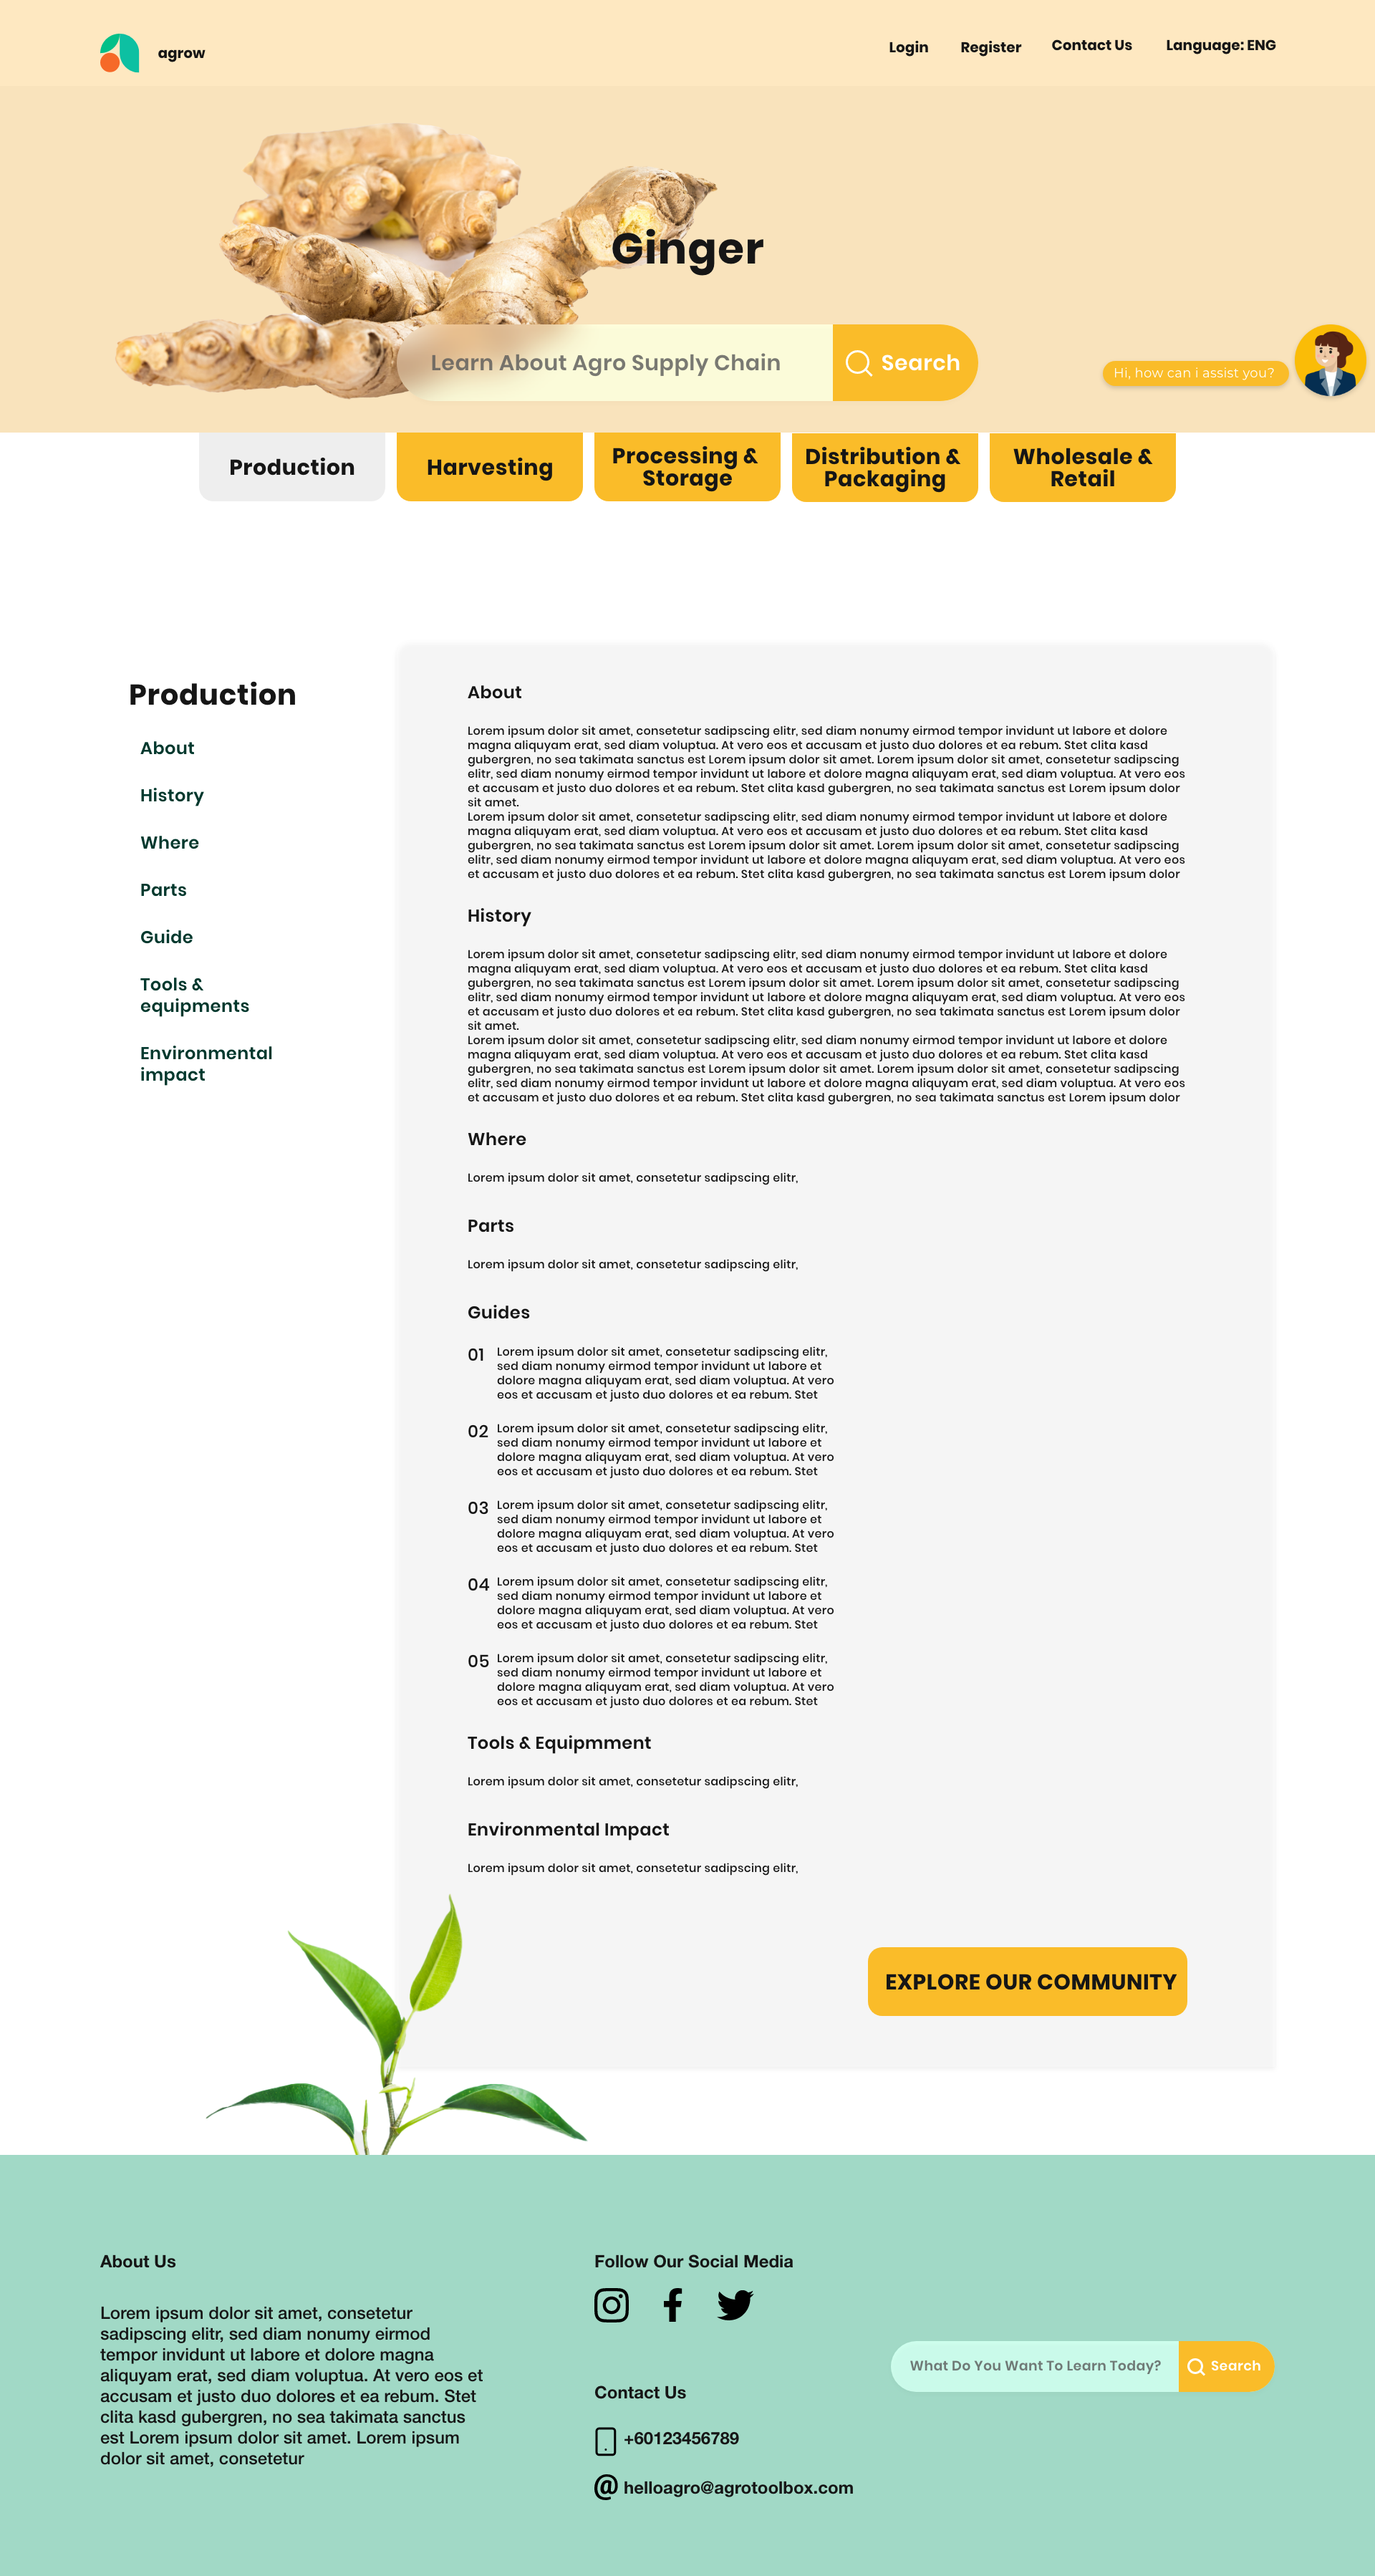 agrow
Login
Register
Contact Us
Language: ENG
Ginger
Learn About Agro Supply Chain
Search
Hi, how can i assist you?
Production
Harvesting
Processing &
Storage
Distribution &
Packaging
Wholesale &
Retail
Production
About
History
Where
Parts
Guide
Tools &
equipments
Environmental
impact
About
Lorem ipsum dolor sit amet, consetetur sadipscing elitr, sed diam nonumy eirmod tempor invidunt ut labore et dolore
magna aliquyam erat, sed diam voluptua. At vero eos et accusam et justo duo dolores et ea rebum. Stet clita kasd
gubergren, no sea takimata sanctus est Lorem ipsum dolor sit amet. Lorem ipsum dolor sit amet, consetetur sadipscing
elitr, sed diam nonumy eirmod tempor invidunt ut labore et dolore magna aliquyam erat, sed diam voluptua. At vero eos
et accusam et justo duo dolores et ea rebum. Stet clita kasd gubergren, no sea takimata sanctus est Lorem ipsum dolor
sit amet.
Lorem ipsum dolor sit amet, consetetur sadipscing elitr, sed diam nonumy eirmod tempor invidunt ut labore et dolore
magna aliquyam erat, sed diam voluptua. At vero eos et accusam et justo duo dolores et ea rebum. Stet clita kasd
gubergren, no sea takimata sanctus est Lorem ipsum dolor sit amet. Lorem ipsum dolor sit amet, consetetur sadipscing
elitr, sed diam nonumy eirmod tempor invidunt ut labore et dolore magna aliquyam erat, sed diam voluptua. At vero eos
et accusam et justo duo dolores et ea rebum. Stet clita kasd gubergren, no sea takimata sanctus est Lorem ipsum dolor
History
Lorem ipsum dolor sit amet, consetetur sadipscing elitr, sed diam nonumy eirmod tempor invidunt ut labore et dolore
magna aliquyam erat, sed diam voluptua. At vero eos et accusam et justo duo dolores et ea rebum. Stet clita kasd
gubergren, no sea takimata sanctus est Lorem ipsum dolor sit amet. Lorem ipsum dolor sit amet, consetetur sadipscing
elitr, sed diam nonumy eirmod tempor invidunt ut labore et dolore magna aliquyam erat, sed diam voluptua. At vero eos
et accusam et justo duo dolores et ea rebum. Stet clita kasd gubergren, no sea takimata sanctus est Lorem ipsum dolor
sit amet.
Lorem ipsum dolor sit amet, consetetur sadipscing elitr, sed diam nonumy eirmod tempor invidunt ut labore et dolore
magna aliquyam erat, sed diam voluptua. At vero eos et accusam et justo duo dolores et ea rebum. Stet clita kasd
gubergren, no sea takimata sanctus est Lorem ipsum dolor sit amet. Lorem ipsum dolor sit amet, consetetur sadipscing
elitr, sed diam nonumy eirmod tempor invidunt ut labore et dolore magna aliquyam erat, sed diam voluptua. At vero eos
et accusam et justo duo dolores et ea rebum. Stet clita kasd gubergren, no sea takimata sanctus est Lorem ipsum dolor
Where
Lorem ipsum dolor sit amet, consetetur sadipscing elitr,
Parts
Lorem ipsum dolor sit amet, consetetur sadipscing elitr,
Guides
01 Lorem ipsum dolor sit amet, consetetur sadipscing elitr,
sed diam nonumy eirmod tempor invidunt ut labore et
dolore magna aliquyam erat, sed diam voluptua. At vero
eos et accusam et justo duo dolores et ea rebum. Stet
02 Lorem ipsum dolor sit amet, consetetur sadipscing elitr,
sed diam nonumy eirmod tempor invidunt ut labore et
dolore magna aliquyam erat, sed diam voluptua. At vero
eos et accusam et justo duo dolores et ea rebum. Stet
03 Lorem ipsum dolor sit amet, consetetur sadipscing elitr,
sed diam nonumy eirmod tempor invidunt ut labore et
dolore magna aliquyam erat, sed diam voluptua. At vero
eos et accusam et justo duo dolores et ea rebum. Stet
04 Lorem ipsum dolor sit amet, consetetur sadipscing elitr,
sed diam nonumy eirmod tempor invidunt ut labore et
dolore magna aliquyam erat, sed diam voluptua. At vero
eos et accusam et justo duo dolores et ea rebum. Stet
05 Lorem ipsum dolor sit amet, consetetur sadipscing elitr,
sed diam nonumy eirmod tempor invidunt ut labore et
dolore magna aliquyam erat, sed diam voluptua. At vero
eos et accusam et justo duo dolores et ea rebum. Stet
Tools & Equipmment
Lorem ipsum dolor sit amet, consetetur sadipscing elitr,
Environmental Impact
Lorem ipsum dolor sit amet, consetetur sadipscing elitr,
EXPLORE OUR COMMUNITY
About Us
Lorem ipsum dolor sit amet, consetetur
sadipscing elitr, sed diam nonumy eirmod
tempor invidunt ut labore et dolore magna
aliquyam erat, sed diam voluptua. At vero eos et
accusam et justo duo dolores et ea rebum. Stet
clita kasd gubergren, no sea takimata sanctus
est Lorem ipsum dolor sit amet. Lorem ipsum
dolor sit amet, consetetur
Follow Our Social Media
Contact Us
+60123456789
@ helloagro@agrotoolbox.com
What Do You Want To Learn Today?
Search